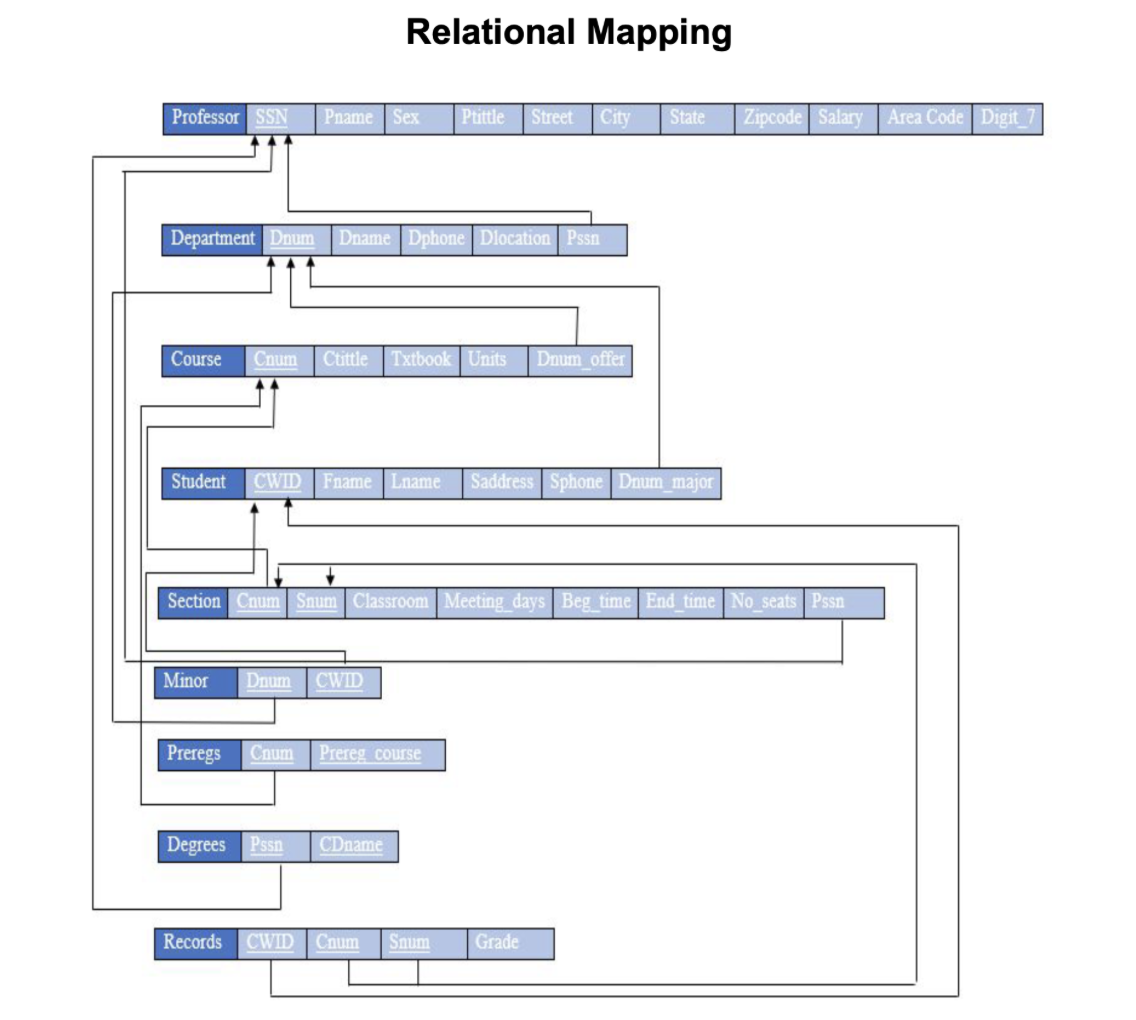 Relational Mapping
Professor SSN Pname Sex Ptittle Street City State Zipcode Salary Area Code Digit_7
Department Dnum Dname Dphone Dlocation Pssn
Course Cnum Ctittle Txtbook Units Dnum_offer
Student CWID Fname Lname Saddress Sphone Dnum_major
Section Cnum Snum Classroom Meeting_days Beg_time End_time No_seats Pssn
Minor Dnum CWID
Preregs Cnum Prereg_course
Degrees Pssn CDname
Records CWID Cnum Snum Grade